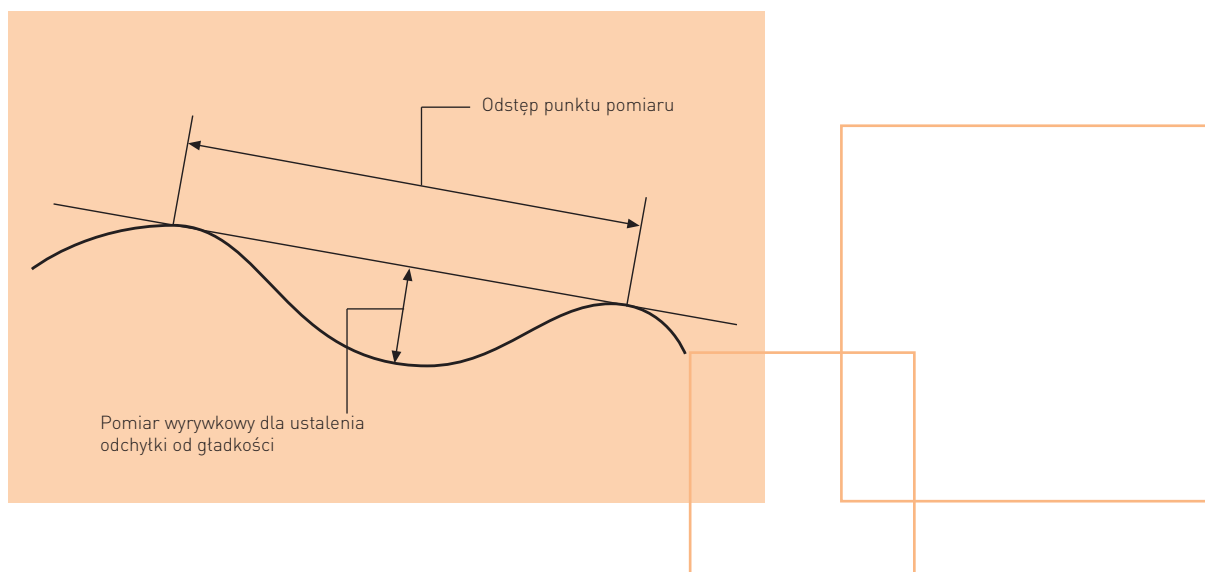 Odstęp punktu pomiaru
Pomiar wyrywkowy dla ustalenia
odchyłki od gładkości